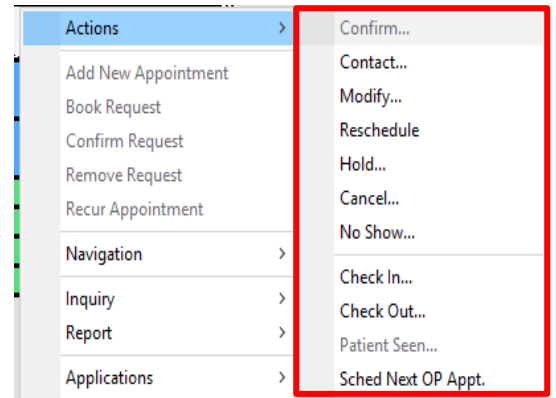 Actions
Add New Appointment
Book Request
Confirm Request
Remove Request
Recur Appointment
Navigation
Inquiry
Report
Applications
Confirm...
Contact...
Modify...
Reschedule
Hold...
Cancel...
No Show...
Check In...
Check Out...
Patient Seen...
Sched Next OP Appt.